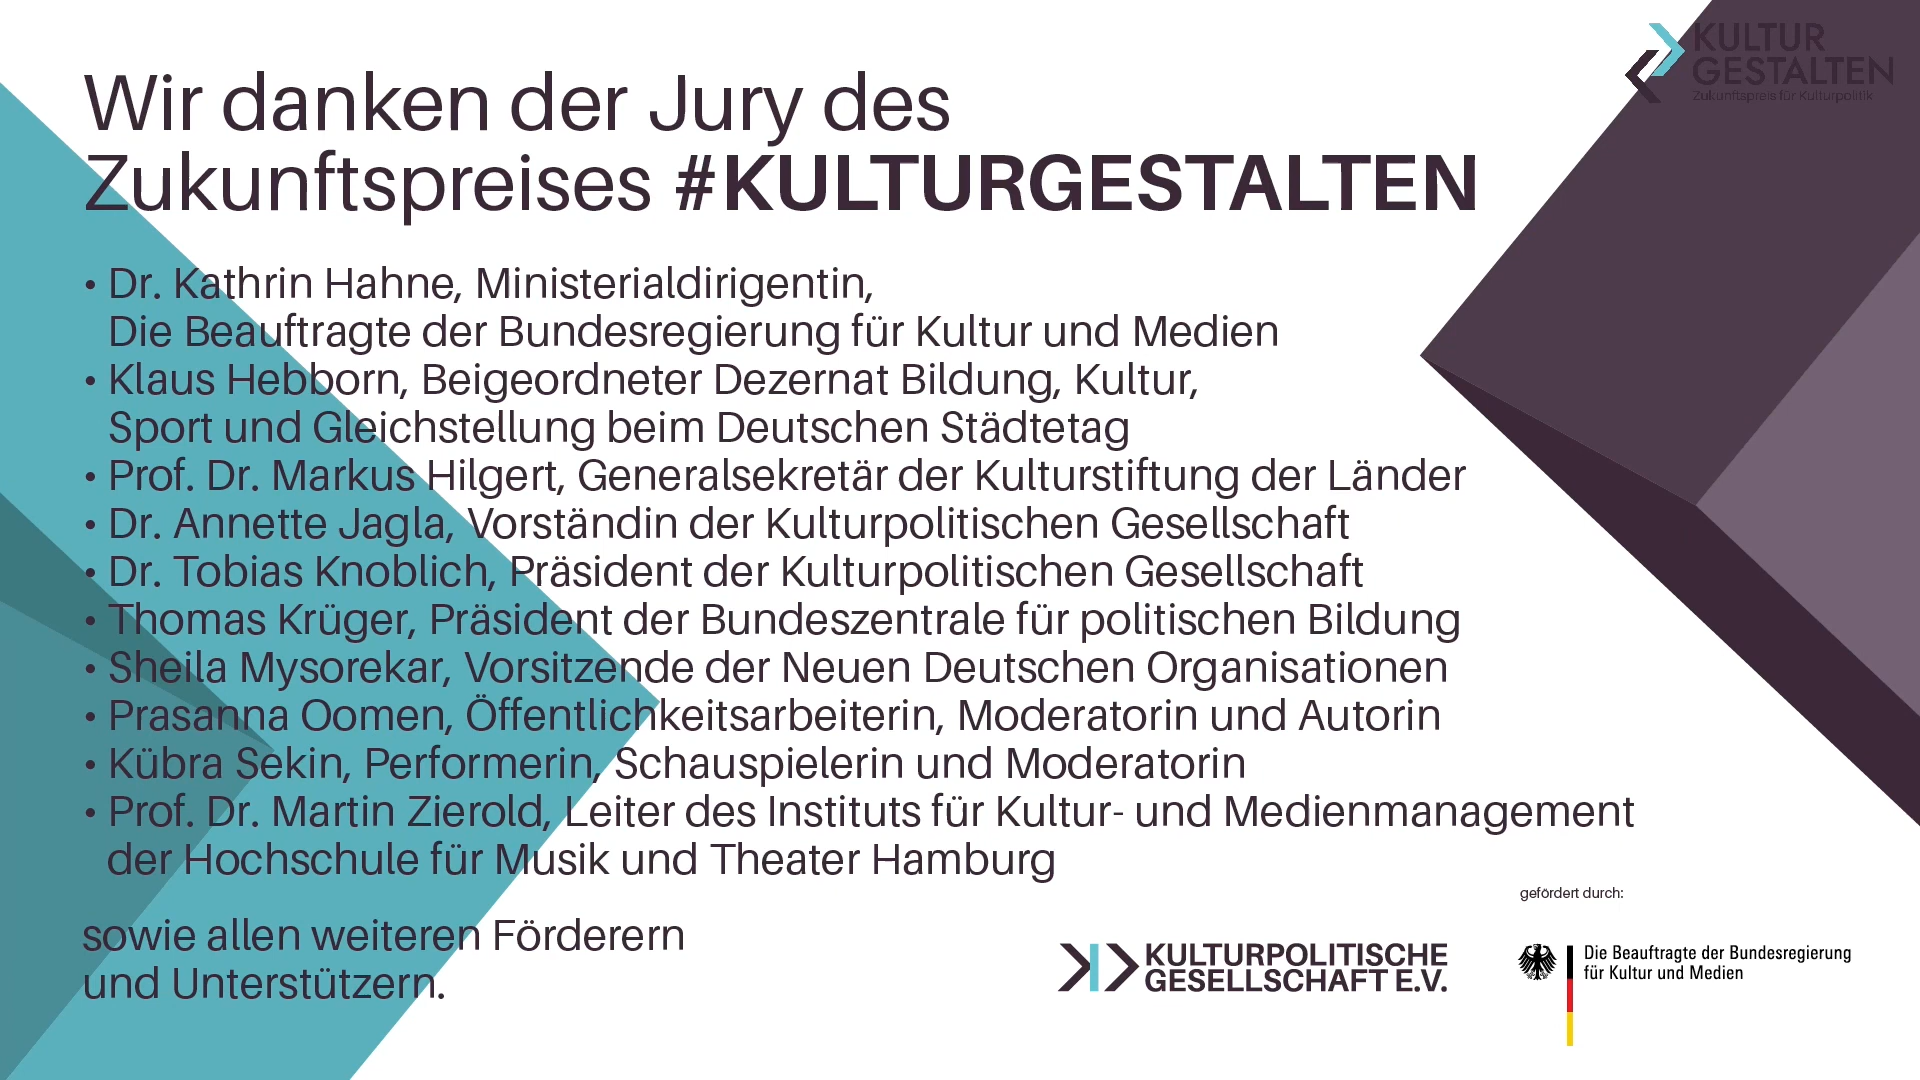 KULTUR
GESTALTEN
Zukunftspreis für Kulturpolitik
Wir danken der Jury des
Zukunftspreises #KULTURGESTALTEN
• Dr. Kathrin Hahne, Ministerialdirigentin,
Die Beauftragte der Bundesregierung für Kultur und Medien
• Klaus Hebborn, Beigeordneter Dezernat Bildung, Kultur,
Sport und Gleichstellung beim Deutschen Städtetag
• Prof. Dr. Markus Hilgert, Generalsekretär der Kulturstiftung der Länder
• Dr. Annette Jagla, Vorständin der Kulturpolitischen Gesellschaft
• Dr. Tobias Knoblich, Präsident der Kulturpolitischen Gesellschaft
• Thomas Krüger, Präsident der Bundeszentrale für politischen Bildung
• Sheila Mysorekar, Vorsitzende der Neuen Deutschen Organisationen
• Prasanna Oomen, Öffentlichkeitsarbeiterin, Moderatorin und Autorin
• Kübra Sekin, Performerin, Schauspielerin und Moderatorin
• Prof. Dr. Martin Zierold, Leiter des Instituts für Kultur- und Medienmanagement
der Hochschule für Musik und Theater Hamburg
sowie allen weiteren Förderern
und Unterstützern.
KULTURPOLITISCHE
GESELLSCHAFT E.V.
gefördert durch:
Die Beauftragte der Bundesregierung
für Kultur und Medien